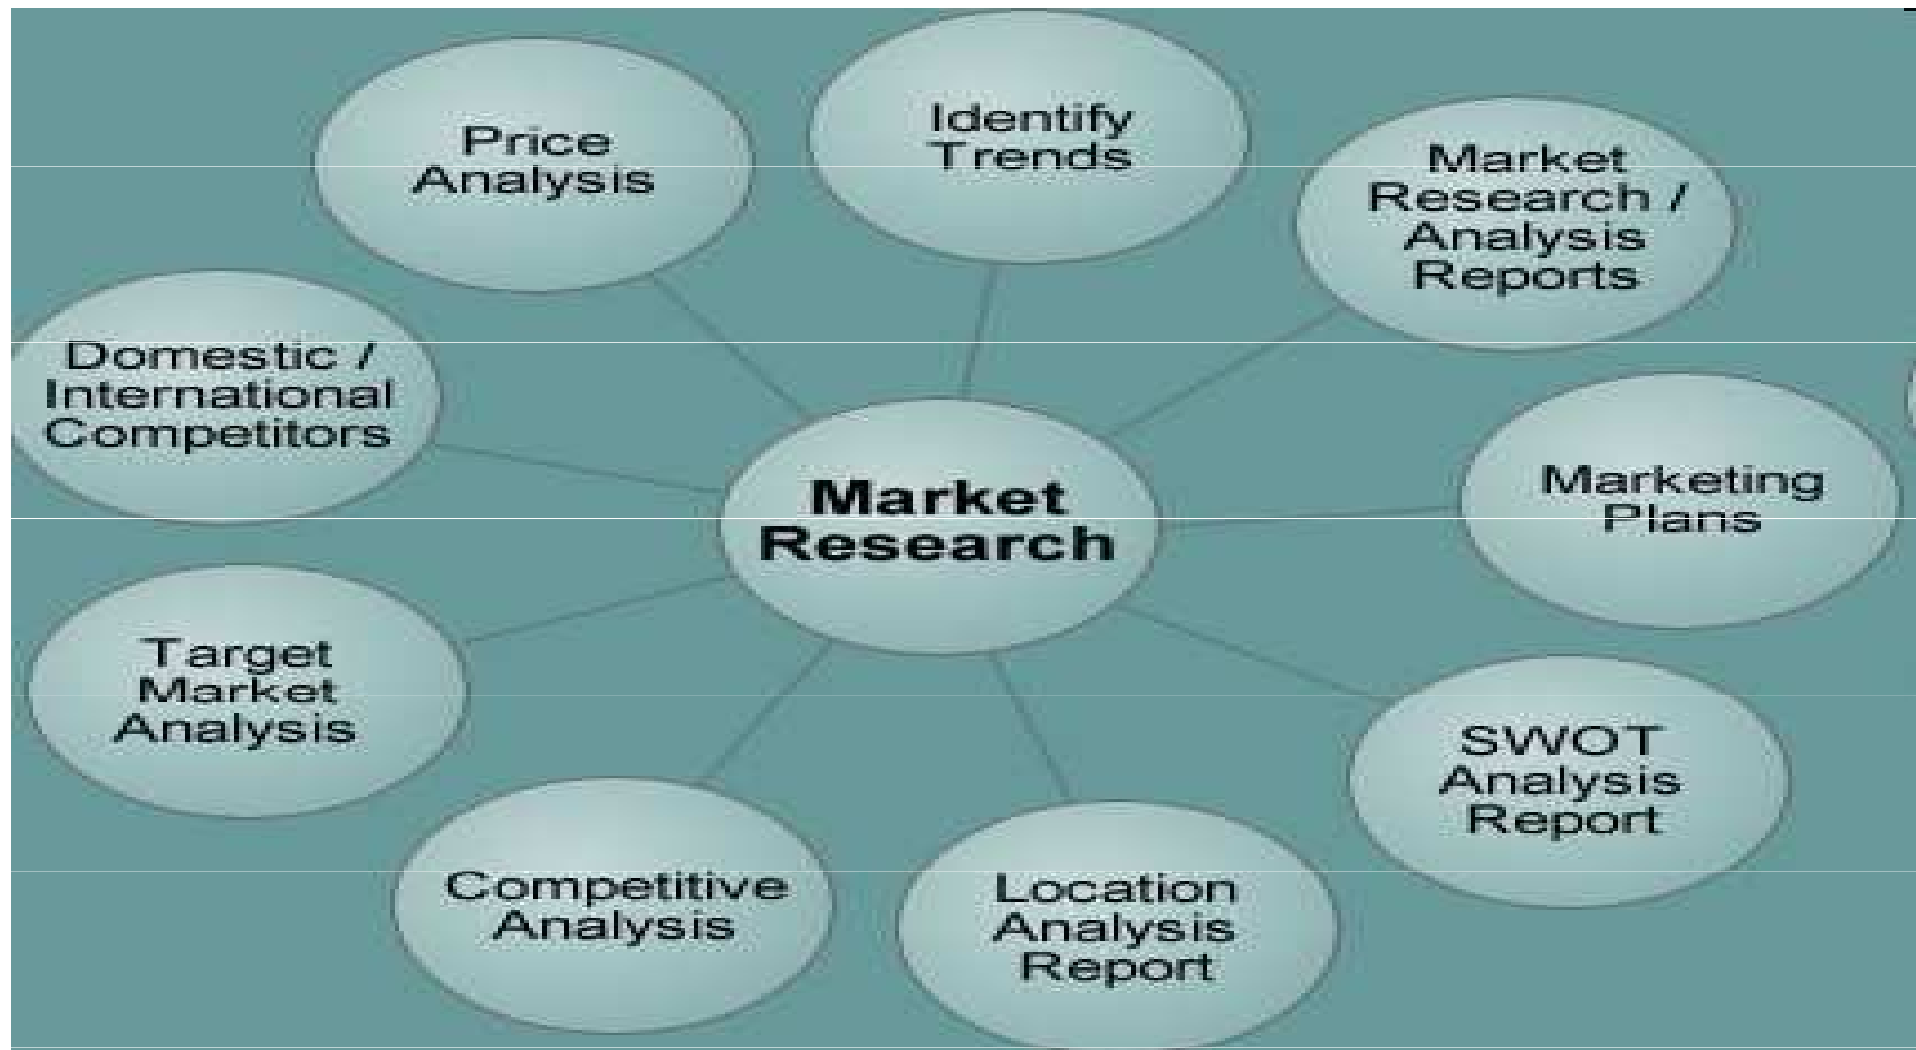 Identify
Trends
Price
Analysis
Market
Research /
Analysis
Reports
Domestic /
International
Competitors
Market
Research
Marketing
Plans
Target
Market
Analysis
SWOT
Analysis
Report
Competitive
Analysis
Location
Analysis
Report